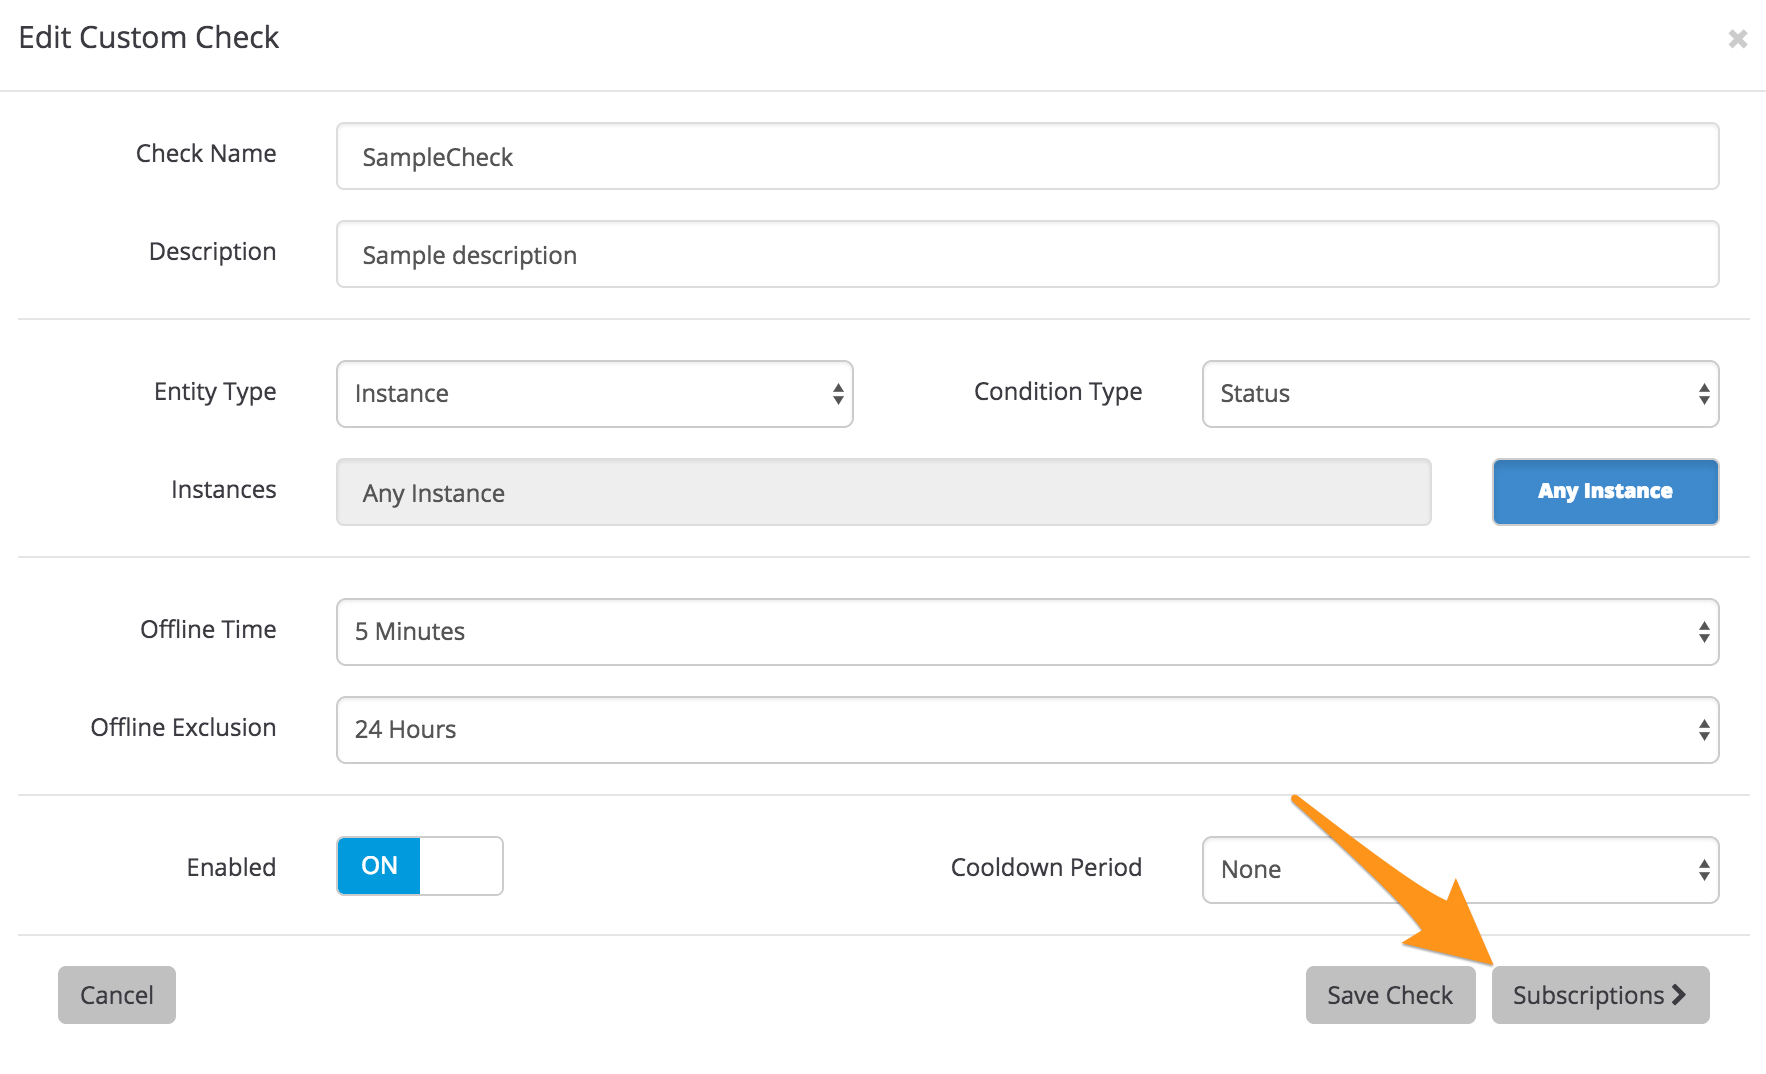 Edit Custom Check
Check Name
SampleCheck
Description
Sample description
Entity Type
Instance
Condition Type
Status
Instances
Any Instance
Any Instance
Offline Time
5 Minutes
Offline Exclusion
24 Hours
Enabled
ON
Cooldown Period
None
Cancel
Save Check
Subscriptions